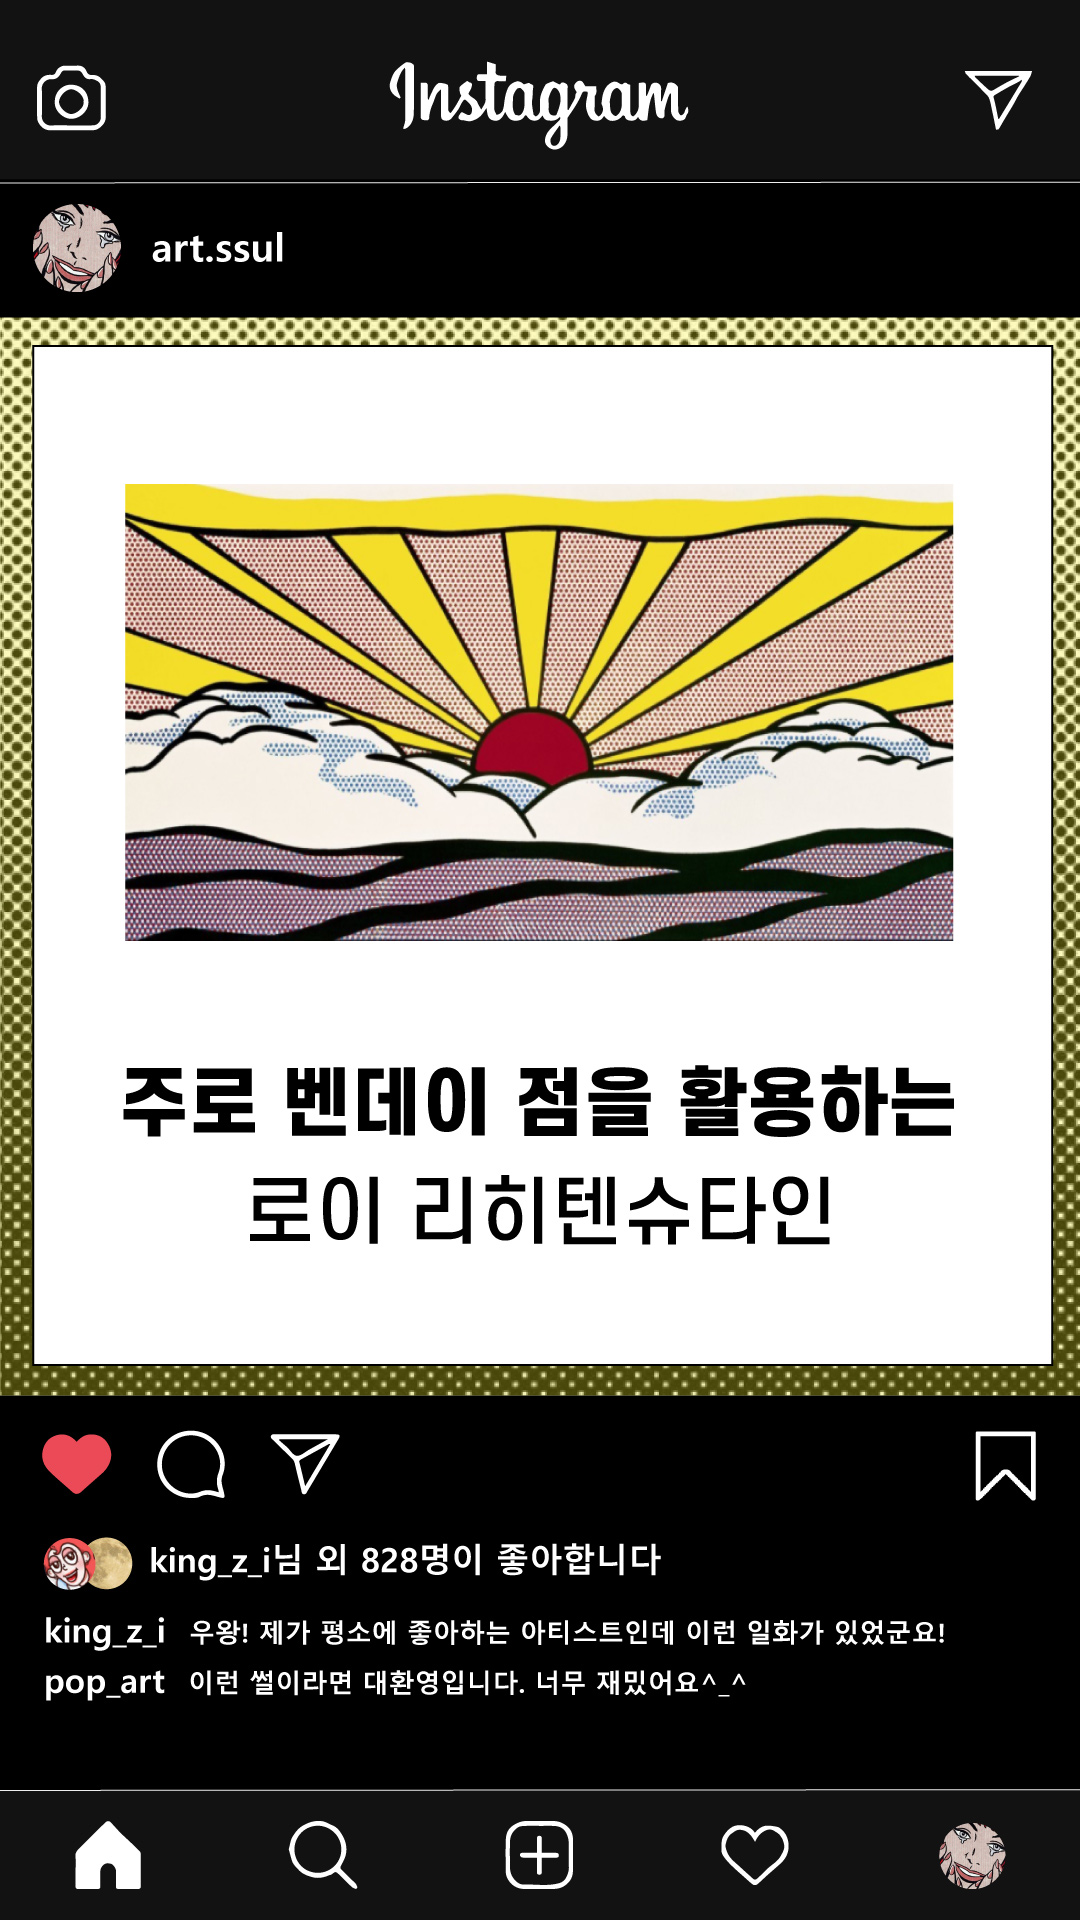 Instagram
art.ssul
주로 벤데이 점을 활용하는
로이 리히텐슈타인
king_z_i님 외 828명이 좋아합니다
king_z_i 우왕! 제가 평소에 좋아하는 아티스트인데 이런 일화가 있었군요!
pop_art 이런 썰이라면 대환영입니다. 너무 재밌어요^_^